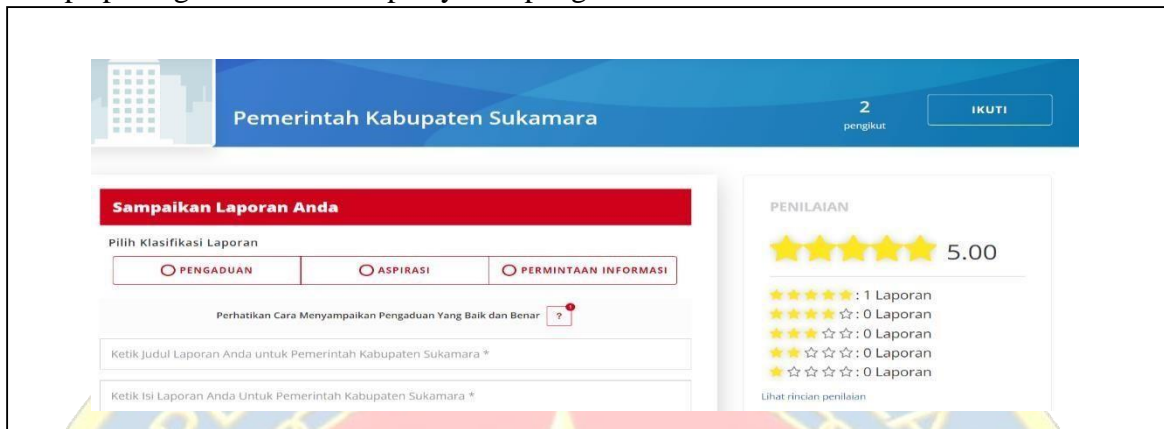 Pemerintah Kabupaten Sukamara
2
pengikut
IKUTI
Sampaikan Laporan Anda
Pilih Klasifikasi Laporan
PENGADUAN
ASPIRASI
PERMINTAAN INFORMASI
Perhatikan Cara Menyampaikan Pengaduan Yang Baik dan Benar ?
Ketik Judul Laporan Anda untuk Pemerintah Kabupaten Sukamara *
Ketik Isi Laporan Anda Untuk Pemerintah Kabupaten Sukamara *
PENILAIAN
5.00
: 1 Laporan
: 0 Laporan
: 0 Laporan
: 0 Laporan
: 0 Laporan
Lihat rincian penilaian